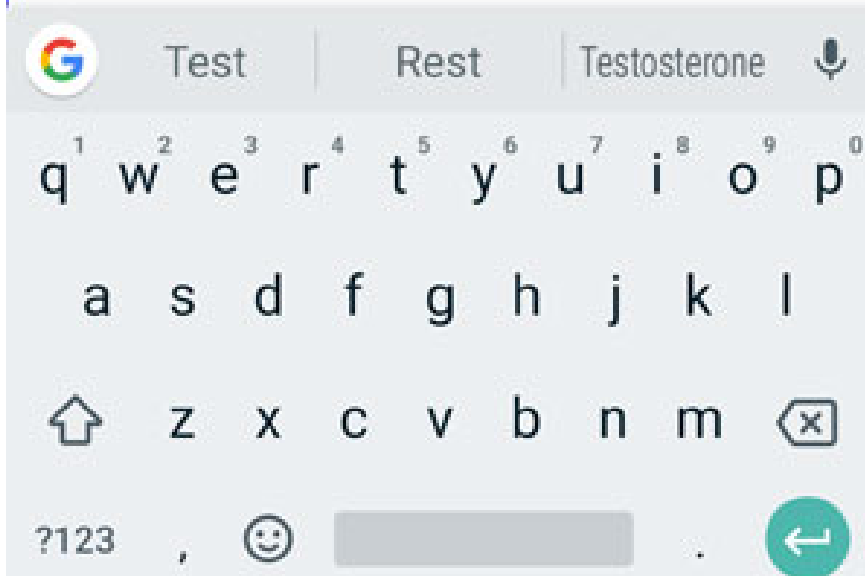 G Test Rest Testosterone
1 2 3 4 5 6 7 8 9 0
q w e r t y u i o p
a s d f g h j k l
z x c v b n m
?123 , .